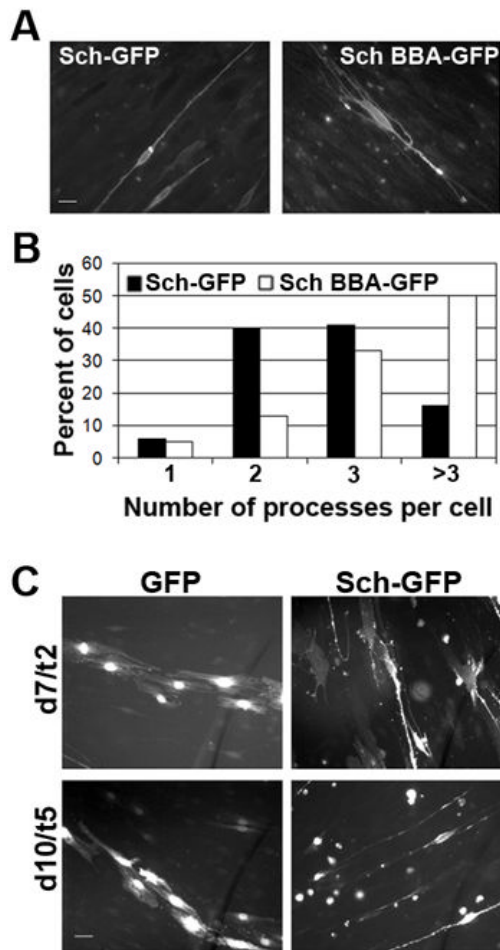 A
Sch-GFP
Sch BBA-GFP
B
Percent of cells
60
50
40
30
20
10
0
Sch-GFP
Sch BBA-GFP
1 2 3 >3
Number of processes per cell
C
GFP Sch-GFP
d7/t2
d10/t5